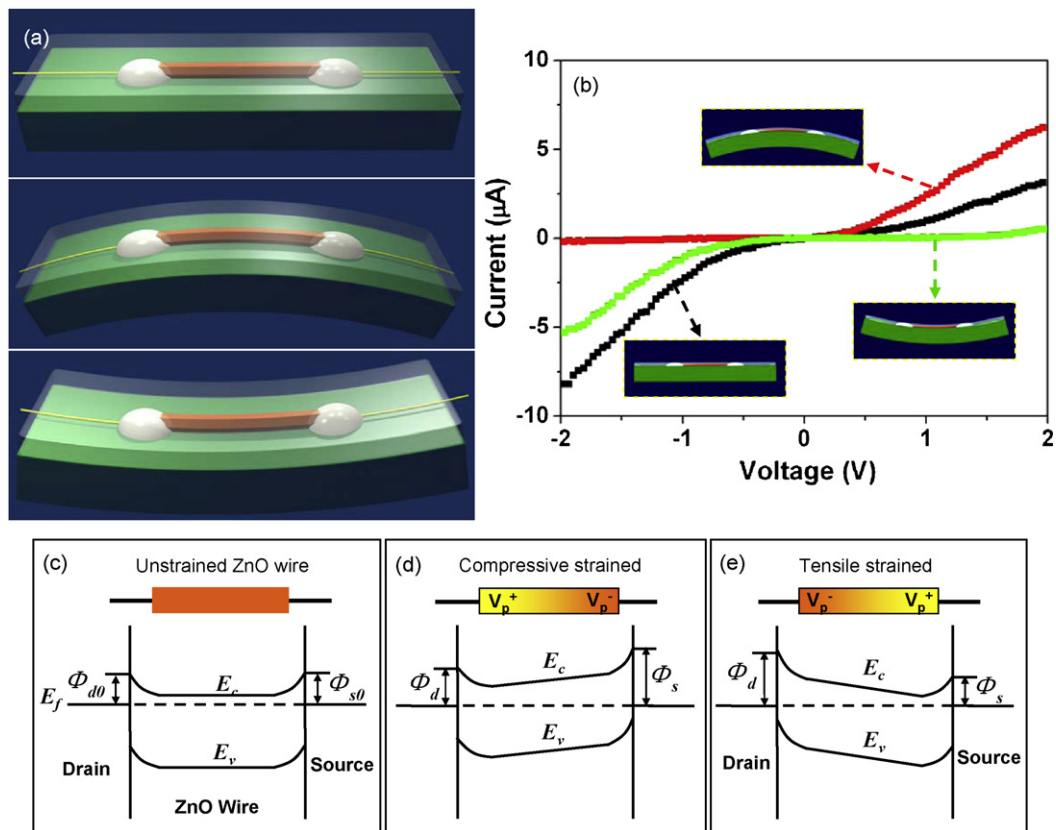 (a)
(b)
10
5
0
-5
-10
Current (μA)
-2
-1
0
1
2
Voltage (V)
(c)
Unstrained ZnO wire
Φd0
Ef
Ec
Φs0
Ev
Drain
Source
ZnO Wire
(d)
Compressive strained
Vp+
Vp-
Φd
Ec
Φs
Ev
(e)
Tensile strained
Vp-
Vp+
Φd
Ec
Φs
Ev
Drain
Source